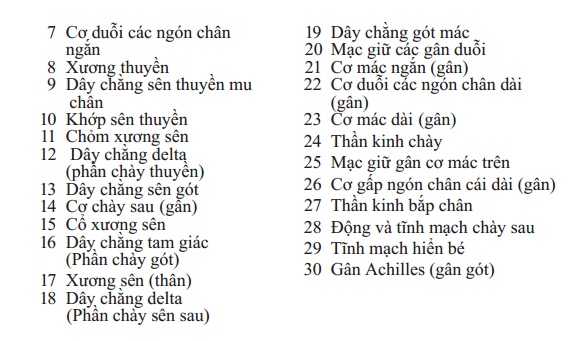 7 Cơ duỗi các ngón chân
ngắn
8 Xương thuyền
9 Dây chằng sên thuyền mu
chân
10 Khớp sên thuyền
11 Chỏm xương sên
12 Dây chằng delta
(phần chày thuyền)
13 Dây chằng sên gót
14 Cơ chày sau (gân)
15 Cổ xương sên
16 Dây chằng tam giác
(Phần chày gót)
17 Xương sên (thân)
18 Dây chằng delta
(Phần chày sên sau)
19 Dây chằng gót mác
20 Mạc giữ các gân duỗi
21 Cơ mác ngắn (gân)
22 Cơ duỗi các ngón chân dài
(gân)
23 Cơ mác dài (gân)
24 Thần kinh chày
25 Mạc giữ gân cơ mác trên
26 Cơ gấp ngón chân cái dài (gân)
27 Thần kinh bắp chân
28 Động và tĩnh mạch chày sau
29 Tĩnh mạch hiển bé
30 Gân Achilles (gân gót)